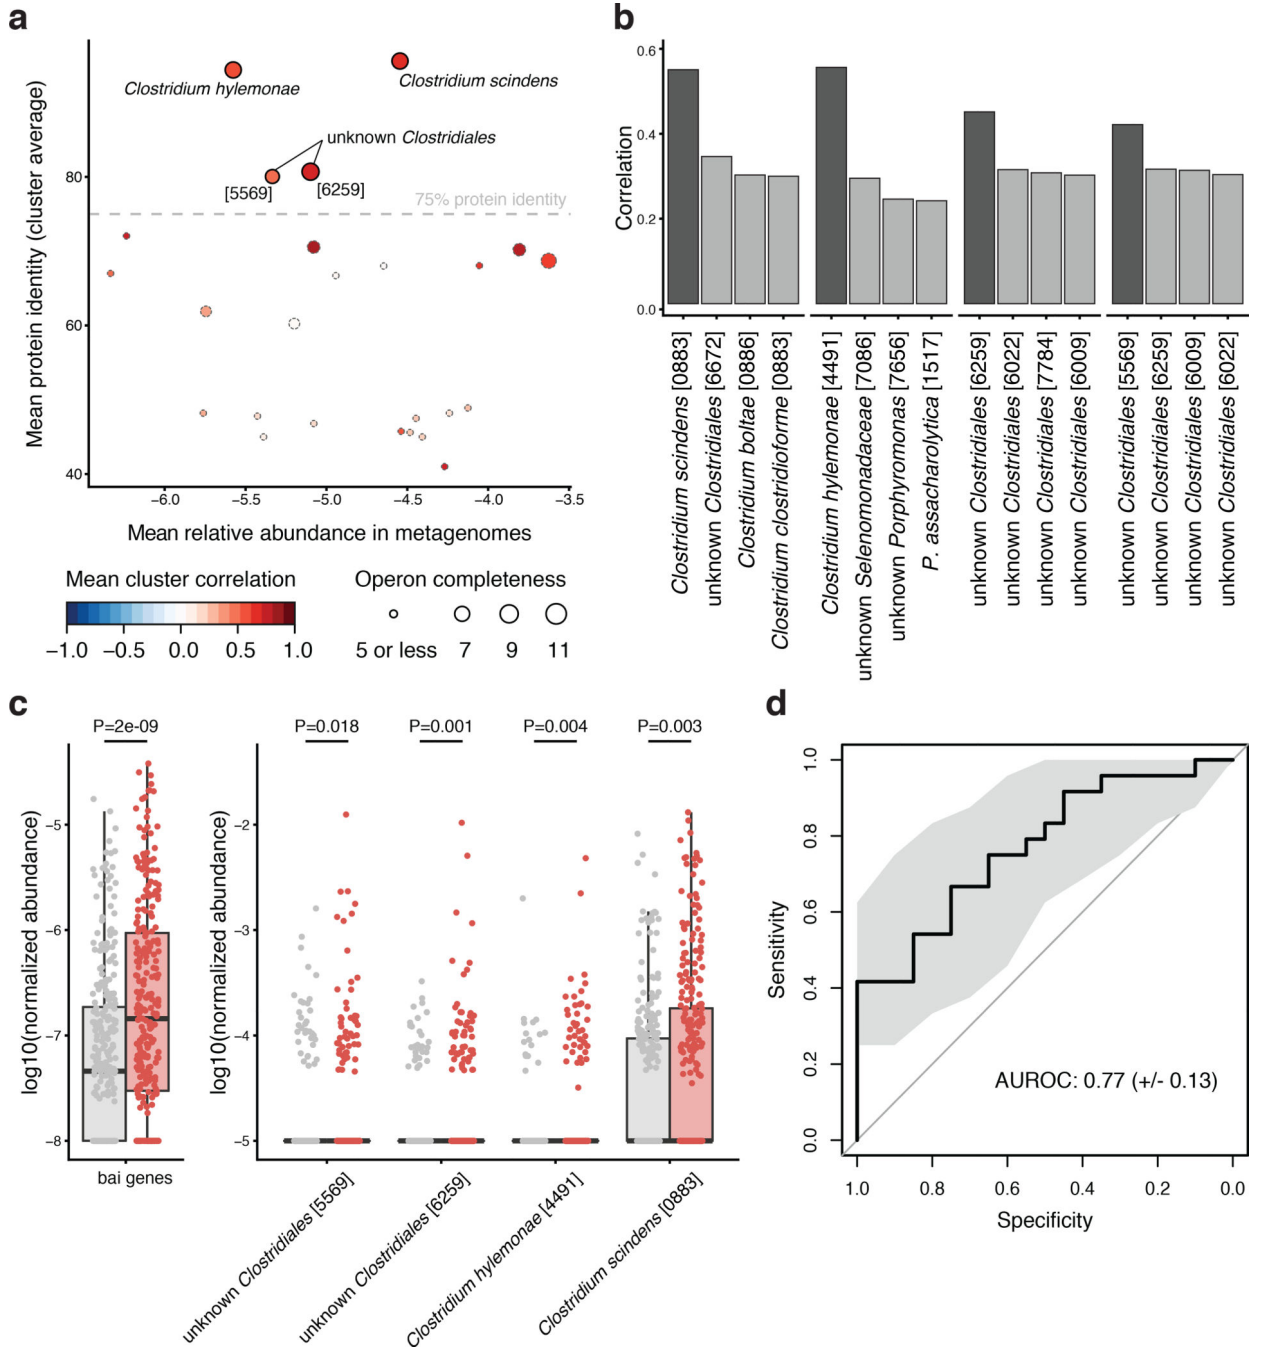 a
Mean protein identity (cluster average)
80
60
40
Clostridium hylemonae
Clostridium scindens
unknown Clostridiales
[5569]
[6259]
75% protein identity
−6.0 −5.5 −5.0 −4.5 −4.0 −3.5
Mean relative abundance in metagenomes
Mean cluster correlation
−1.0 −0.5 0.0 0.5 1.0
Operon completeness
5 or less 7 9 11
b
Correlation
0.6
0.4
0.2
0.0
Clostridium scindens [0883]
unknown Clostridiales [6672]
Clostridium boltae [0886]
Clostridium clostridioforme [0883]
Clostridium hylemonae [4491]
unknown Selenomonadaceae [7086]
unknown Porphyromonas [7656]
P. assacharolytica [1517]
unknown Clostridiales [6259]
unknown Clostridiales [6022]
unknown Clostridiales [7784]
unknown Clostridiales [6009]
unknown Clostridiales [5569]
unknown Clostridiales [6259]
unknown Clostridiales [6009]
unknown Clostridiales [6022]
c
log10(normalized abundance)
−5
−6
−7
−8
P=2e-09
bai genes
log10(normalized abundance)
−2
−3
−4
−5
P=0.018 P=0.001 P=0.004 P=0.003
unknown Clostridiales [5569]
unknown Clostridiales [6259]
Clostridium hylemonae [4491]
Clostridium scindens [0883]
d
Sensitivity
1.0
0.8
0.6
0.4
0.2
0.0
AUROC: 0.77 (+/- 0.13)
1.0 0.8 0.6 0.4 0.2 0.0
Specificity